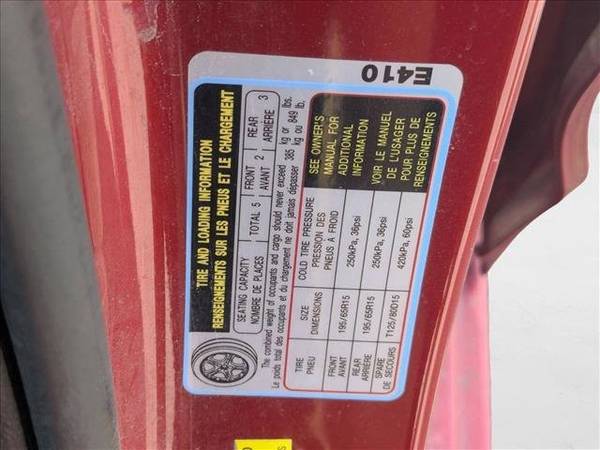 E410
TIRE AND LOADING INFORMATION
RENSEIGNEMENTS SUR LES PNEUS ET LE CHARGEMENT
SEATING CAPACITY TOTAL 5 FRONT 2 REAR 3
NOMBRE DE PLACES AVANT ARRIÈRE
The combined weight of occupants and cargo should never exceed 385 kg or 849 lbs.
Le poids total des occupants et du chargement ne doit jamais dépasser kg ou lb.
TIRE SIZE COLD TIRE PRESSURE
PNEU DIMENSIONS PRESSION DES
PNEUS À FROID
SEE OWNER'S
MANUAL FOR
ADDITIONAL
INFORMATION
FRONT 195/65R15 250kPa, 36psi
AVANT
REAR 195/65R15 250kPa, 36psi
ARRIÈRE
SPARE T125/80D15 420kPa, 60psi
DE SECOURS
VOIR LE MANUEL
DE L'USAGER
POUR PLUS DE
RENSEIGNEMENTS